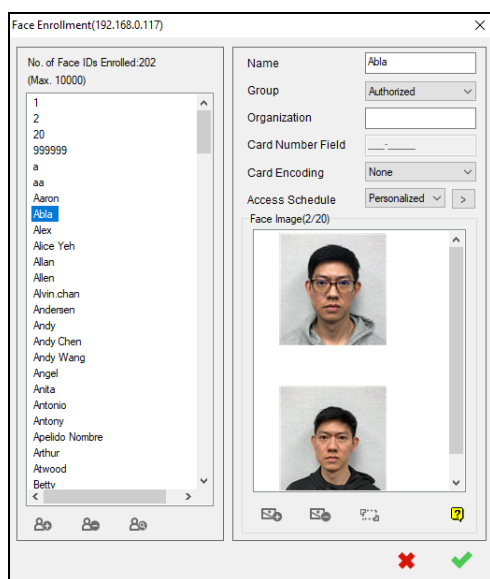 Face Enrollment(192.168.0.117)
No. of Face IDs Enrolled:202
(Max. 10000)
1
2
20
999999
a
aa
Aaron
Abla
Alex
Alice Yeh
Allan
Allen
Alvin.chan
Andersen
Andy
Andy Chen
Andy Wang
Angel
Anita
Antonio
Antony
Apelido Nombre
Arthur
Atwood
Betty
Name Abla
Group Authorized
Organization
Card Number Field ___-_____
Card Encoding None
Access Schedule Personalized >
Face Image(2/20)
?